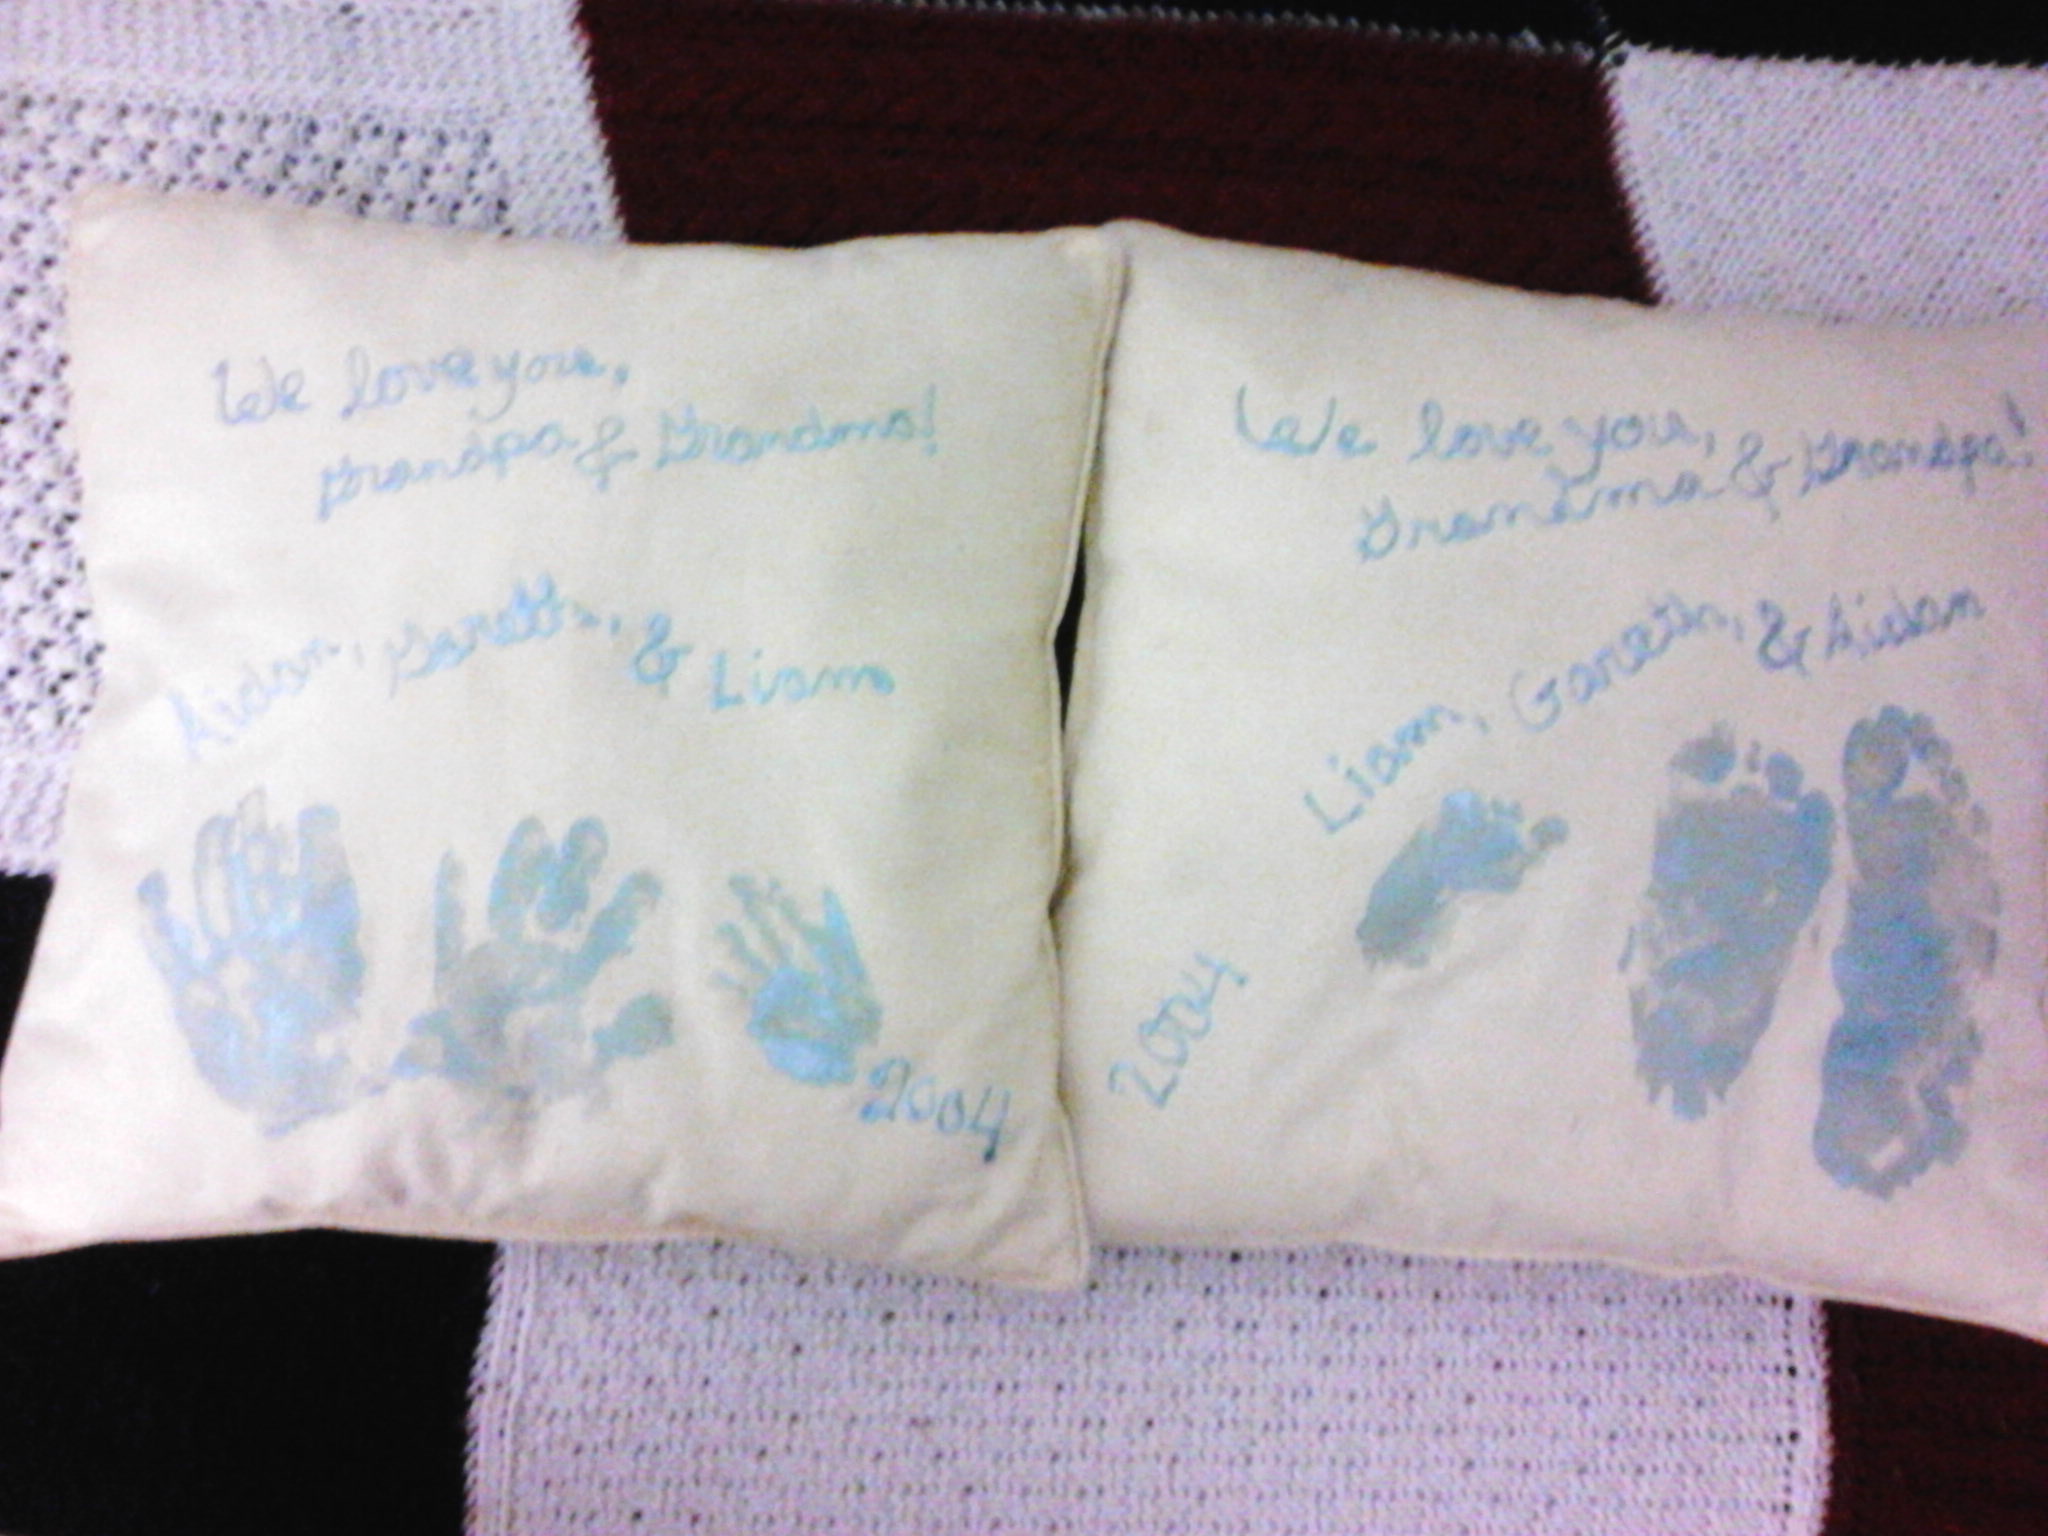 We love you,
Grandpa & Grandma!
Aidan, Gareth, & Liam
2004
We love you,
Grandma & Grandpa!
Liam, Gareth, & Aidan
2004